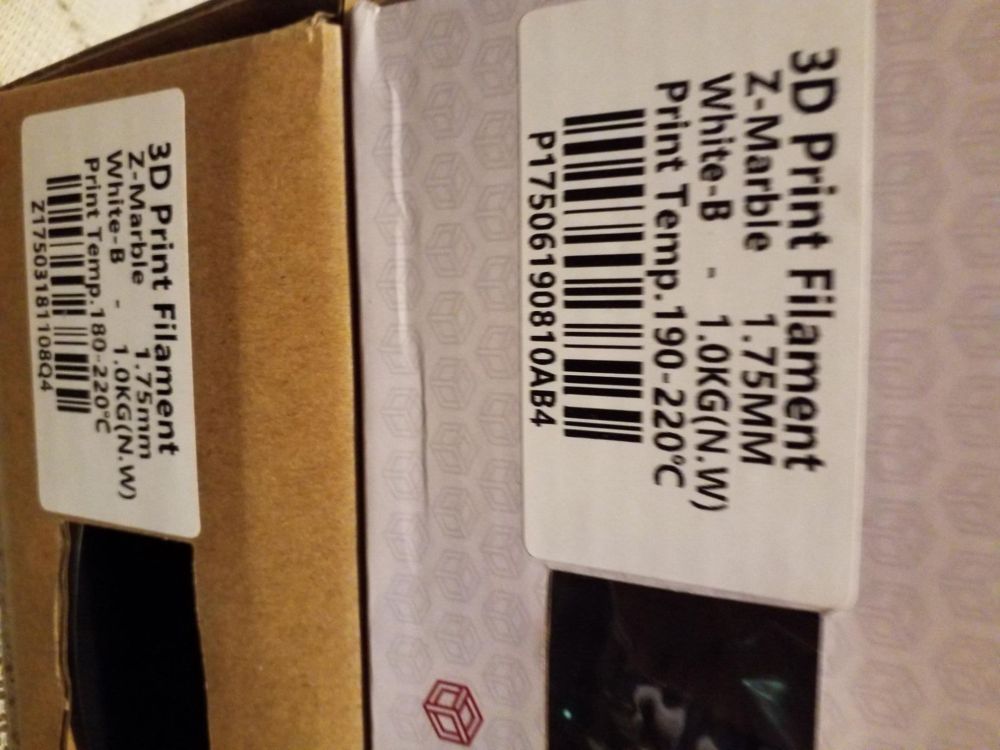 3D Print Filament
Z-Marble 1.75mm
White-B - 1.0KG(N.W)
Print Temp.180-220°C
Z17503181108Q4
3D Print Filament
Z-Marble 1.75MM
White-B - 1.0KG(N.W)
Print Temp.190-220°C
P17506190810AB4